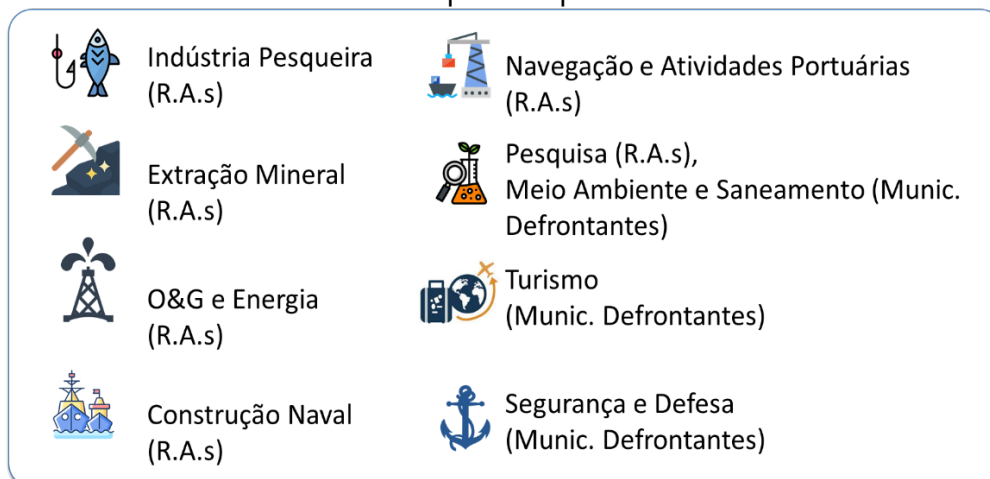 Indústria Pesqueira
(R.A.s)
Extração Mineral
(R.A.s)
O&G e Energia
(R.A.s)
Construção Naval
(R.A.s)
Navegação e Atividades Portuárias
(R.A.s)
Pesquisa (R.A.s),
Meio Ambiente e Saneamento (Munic.
Defrontantes)
Turismo
(Munic. Defrontantes)
Segurança e Defesa
(Munic. Defrontantes)